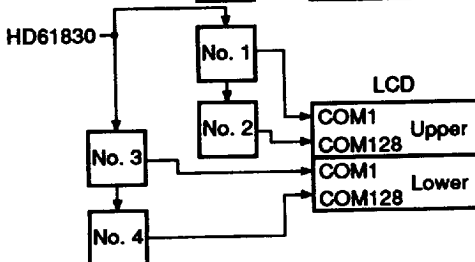 HD61830
No. 1
LCD
No. 2
COM1
Upper
COM128
No. 3
COM1
Lower
COM128
No. 4